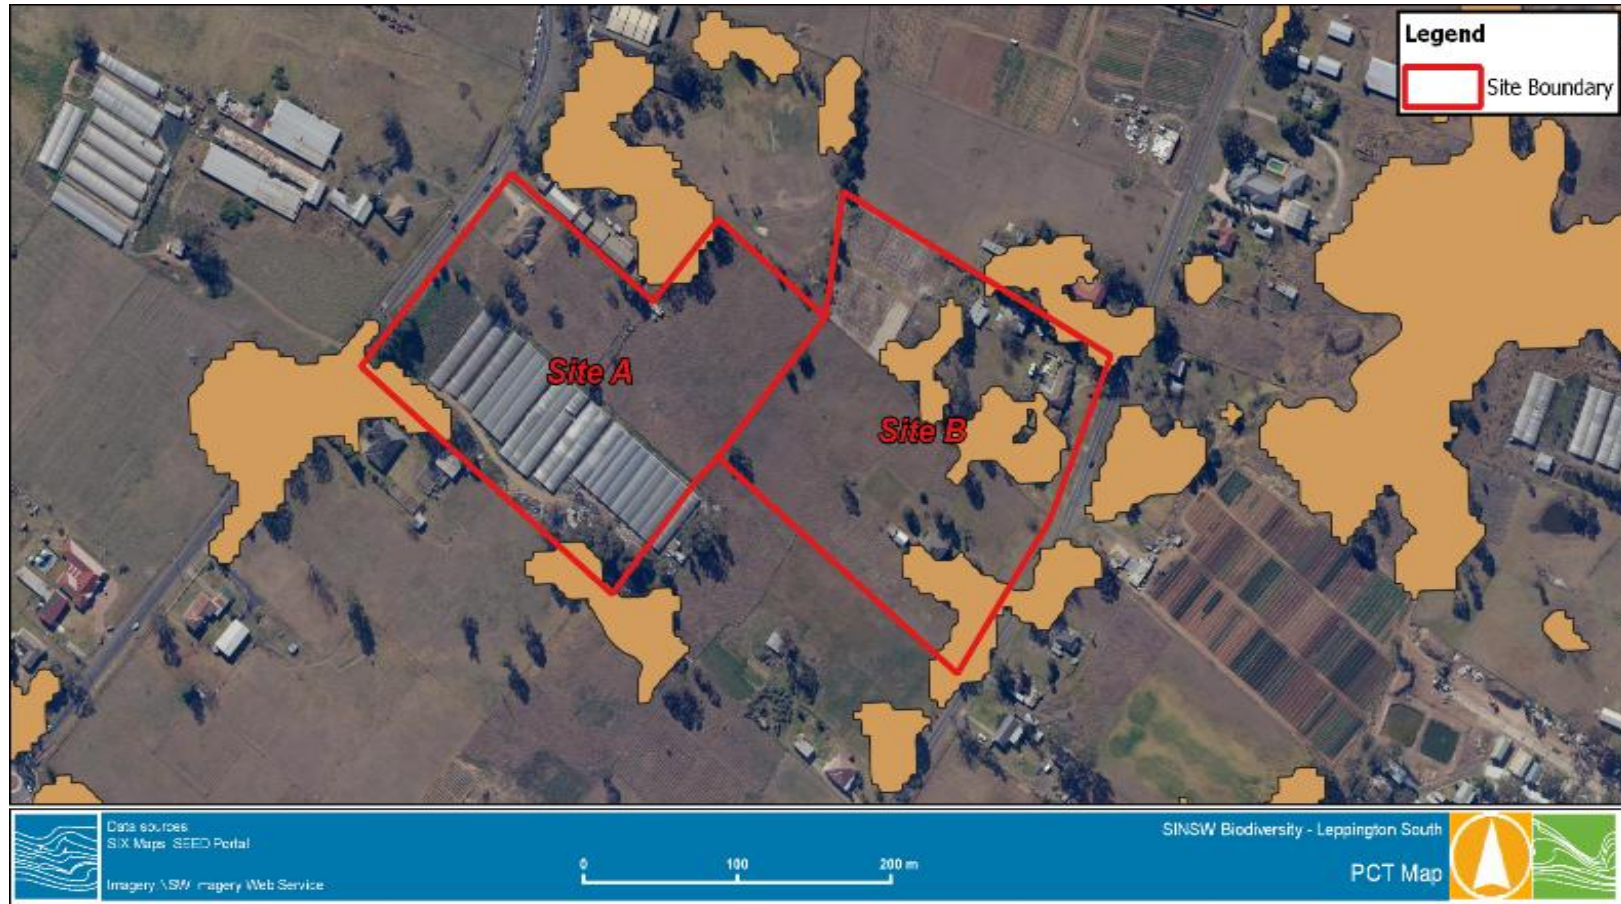 Legend
Site Boundary
Site A
Site B
Data sources
SIX Maps SEED Portal
Imagery NSW Imagery Web Service
0 100 200 m
SINSW Biodiversity - Leppington South
PCT Map